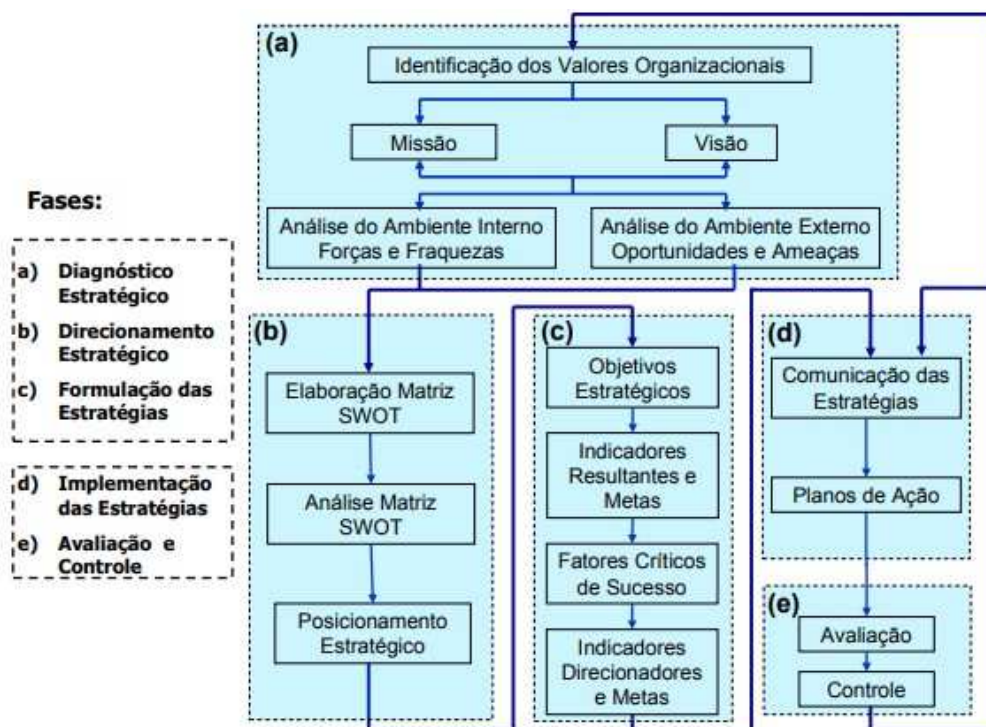 (a)
Identificação dos Valores Organizacionais
Missão
Visão
Análise do Ambiente Interno
Forças e Fraquezas
Análise do Ambiente Externo
Oportunidades e Ameaças
Fases:
a) Diagnóstico
Estratégico
b) Direcionamento
Estratégico
c) Formulação das
Estratégias
d) Implementação
das Estratégias
e) Avaliação e
Controle
(b)
Elaboração Matriz
SWOT
Análise Matriz
SWOT
Posicionamento
Estratégico
(c)
Objetivos
Estratégicos
Indicadores
Resultantes e
Metas
Fatores Críticos
de Sucesso
Indicadores
Direcionadores
e Metas
(d)
Comunicação das
Estratégias
Planos de Ação
(e)
Avaliação
Controle